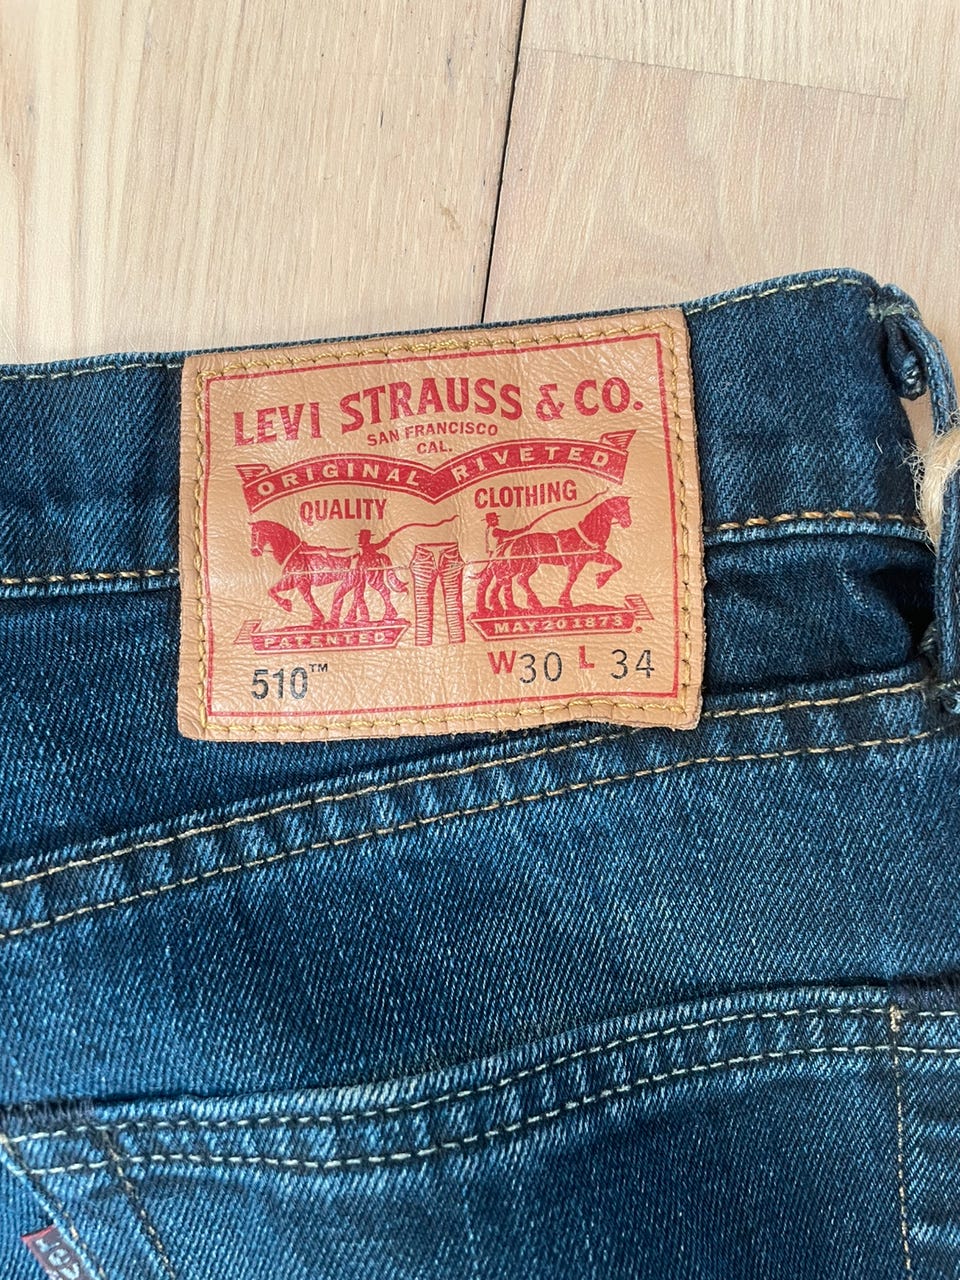 LEVI STRAUSS & CO.
SAN FRANCISCO
CAL.
ORIGINAL RIVETED
QUALITY CLOTHING
PATENTED MAY 20 1873.
510™ W30 L 34